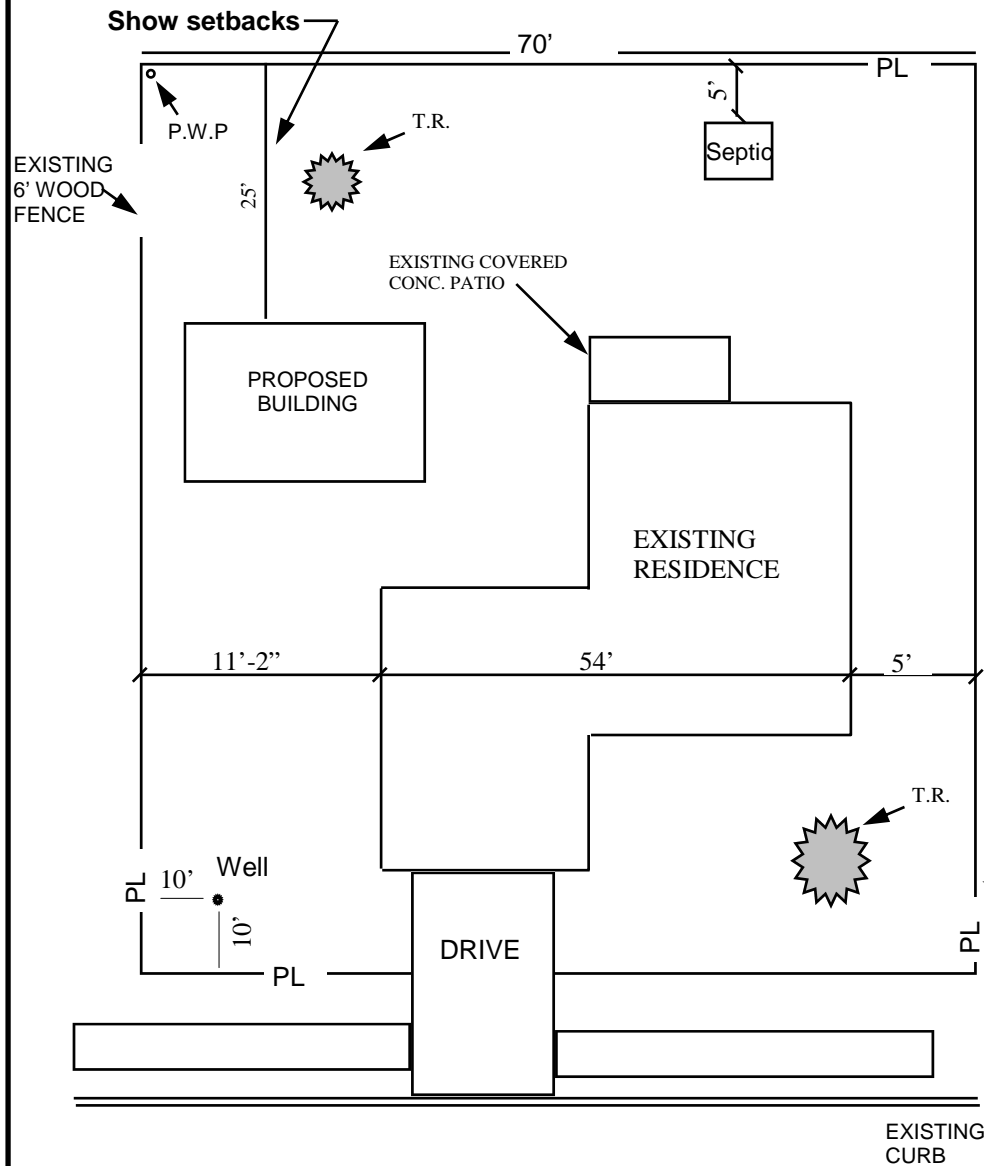 Show setbacks
70'
PL
5'
P.W.P
T.R.
Septic
EXISTING
6’ WOOD
FENCE
25'
EXISTING COVERED
CONC. PATIO
PROPOSED
BUILDING
EXISTING
RESIDENCE
11’-2”
54’
5’
T.R.
Well
10’
PL
10’
DRIVE
PL
PL
EXISTING
CURB